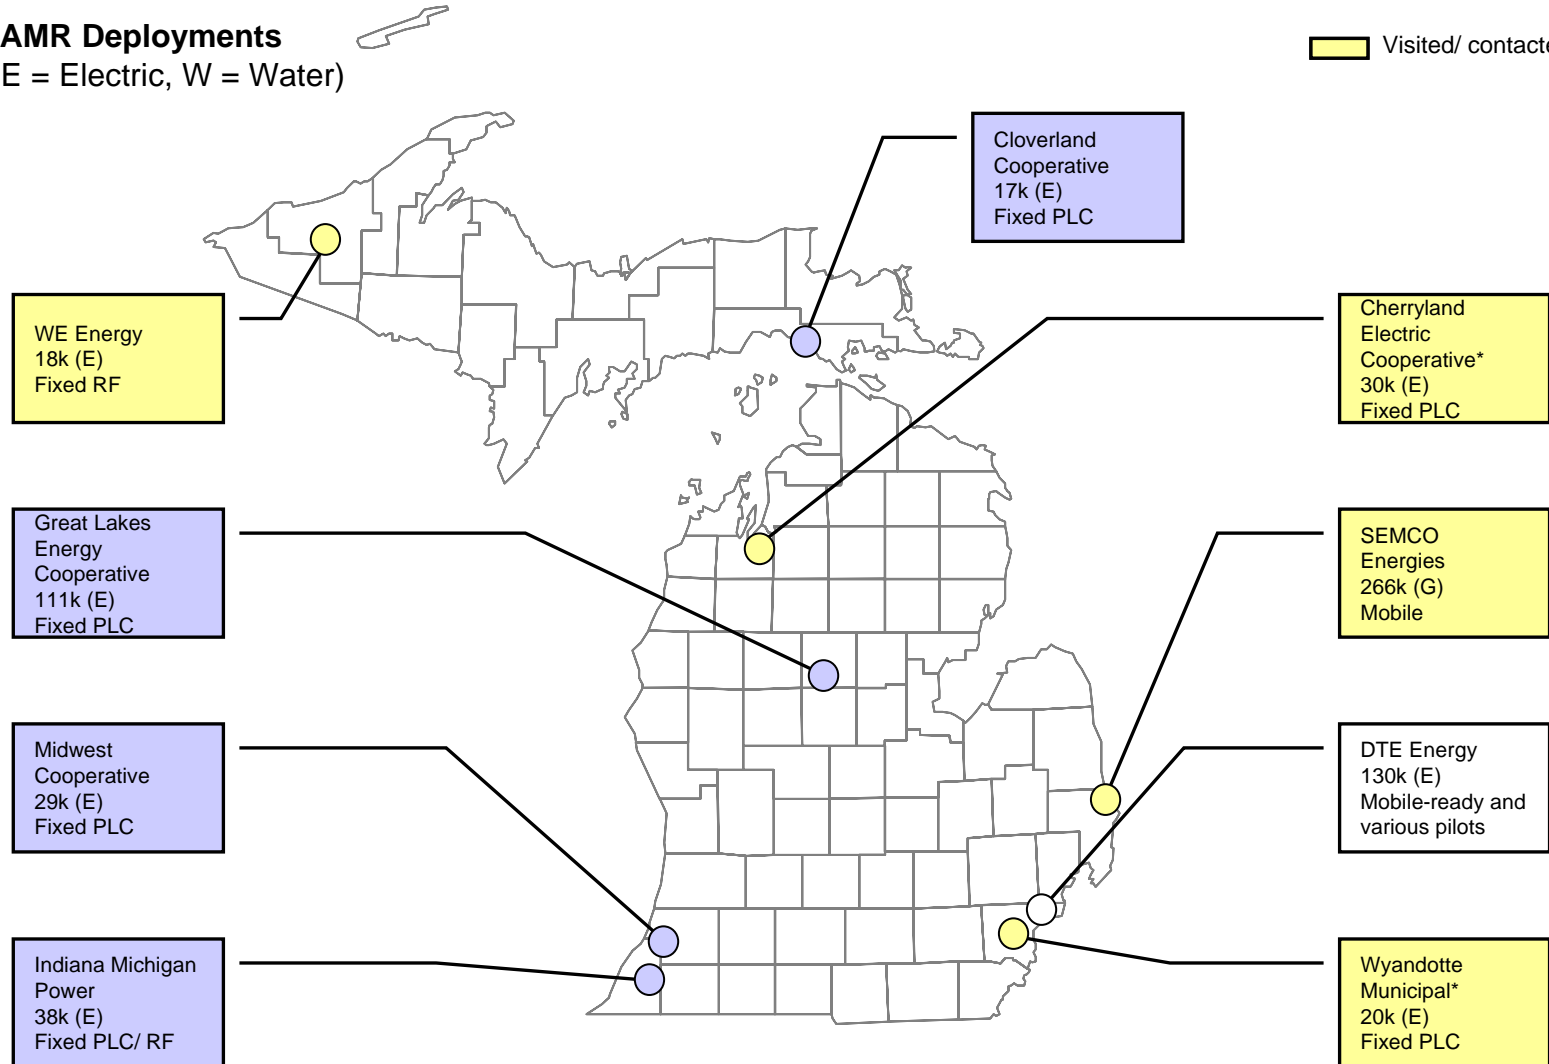 AMR Deployments
E = Electric, W = Water)
Visited/ contacte
Cloverland
Cooperative
17k (E)
Fixed PLC
WE Energy
18k (E)
Fixed RF
Cherryland
Electric
Cooperative*
30k (E)
Fixed PLC
Great Lakes
Energy
Cooperative
111k (E)
Fixed PLC
SEMCO
Energies
266k (G)
Mobile
Midwest
Cooperative
29k (E)
Fixed PLC
DTE Energy
130k (E)
Mobile-ready and
various pilots
Indiana Michigan
Power
38k (E)
Fixed PLC/ RF
Wyandotte
Municipal*
20k (E)
Fixed PLC